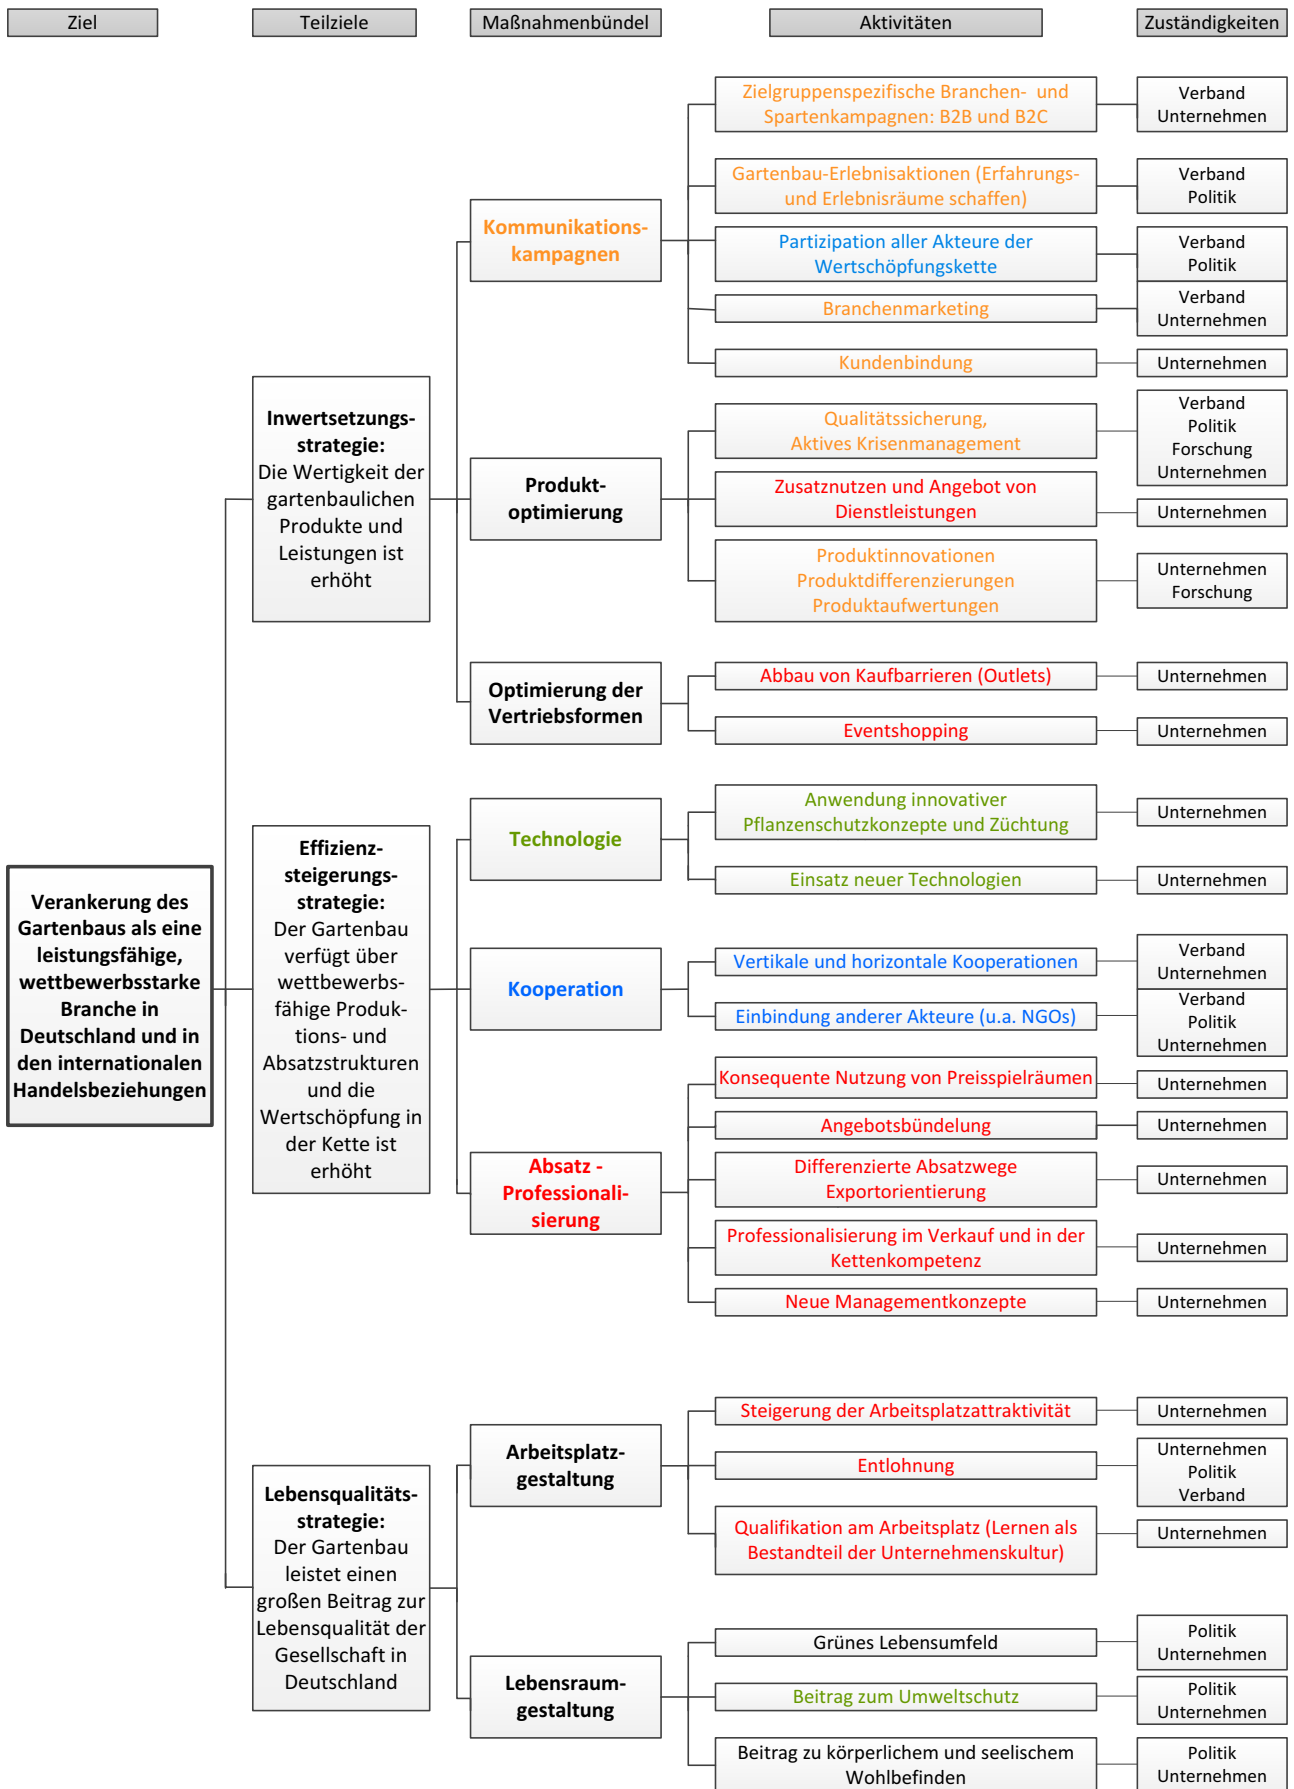 Ziel
Teilziele
Maßnahmenbündel
Aktivitäten
Zuständigkeiten
Verankerung des
Gartenbaus als eine
leistungsfähige,
wettbewerbsstarke
Branche in
Deutschland und in
den internationalen
Handelsbeziehungen
Inwertsetzungs-
strategie:
Die Wertigkeit der
gartenbaulichen
Produkte und
Leistungen ist
erhöht
Kommunikations-
kampagnen
Zielgruppenspezifische Branchen- und
Spartenkampagnen: B2B und B2C
Verband
Unternehmen
Gartenbau-Erlebnisaktionen (Erfahrungs-
und Erlebnisräume schaffen)
Verband
Politik
Partizipation aller Akteure der
Wertschöpfungskette
Verband
Politik
Branchenmarketing
Verband
Unternehmen
Kundenbindung
Unternehmen
Produkt-
optimierung
Qualitätssicherung,
Aktives Krisenmanagement
Verband
Politik
Forschung
Unternehmen
Zusatznutzen und Angebot von
Dienstleistungen
Unternehmen
Produktinnovationen
Produktdifferenzierungen
Produktaufwertungen
Unternehmen
Forschung
Optimierung der
Vertriebsformen
Abbau von Kaufbarrieren (Outlets)
Unternehmen
Eventshopping
Unternehmen
Effizienz-
steigerungs-
strategie:
Der Gartenbau
verfügt über
wettbewerbs-
fähige Produk-
tions- und
Absatzstrukturen
und die
Wertschöpfung in
der Kette ist
erhöht
Technologie
Anwendung innovativer
Pflanzenschutzkonzepte und Züchtung
Unternehmen
Einsatz neuer Technologien
Unternehmen
Kooperation
Vertikale und horizontale Kooperationen
Verband
Unternehmen
Einbindung anderer Akteure (u.a. NGOs)
Verband
Politik
Unternehmen
Absatz -
Professionali-
sierung
Konsequente Nutzung von Preisspielräumen
Unternehmen
Angebotsbündelung
Unternehmen
Differenzierte Absatzwege
Exportorientierung
Unternehmen
Professionalisierung im Verkauf und in der
Kettenkompetenz
Unternehmen
Neue Managementkonzepte
Unternehmen
Lebensqualitäts-
strategie:
Der Gartenbau
leistet einen
großen Beitrag zur
Lebensqualität der
Gesellschaft in
Deutschland
Arbeitsplatz-
gestaltung
Steigerung der Arbeitsplatzattraktivität
Unternehmen
Entlohnung
Unternehmen
Politik
Verband
Qualifikation am Arbeitsplatz (Lernen als
Bestandteil der Unternehmenskultur)
Unternehmen
Lebensraum-
gestaltung
Grünes Lebensumfeld
Politik
Unternehmen
Beitrag zum Umweltschutz
Politik
Unternehmen
Beitrag zu körperlichem und seelischem
Wohlbefinden
Politik
Unternehmen